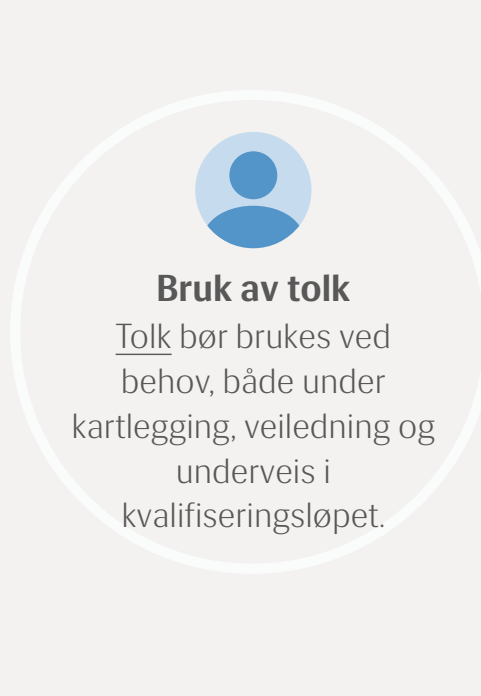 Bruk av tolk
Tolk bør brukes ved
behov, både under
kartlegging, veiledning og
underveis i
kvalifiseringsløpet.